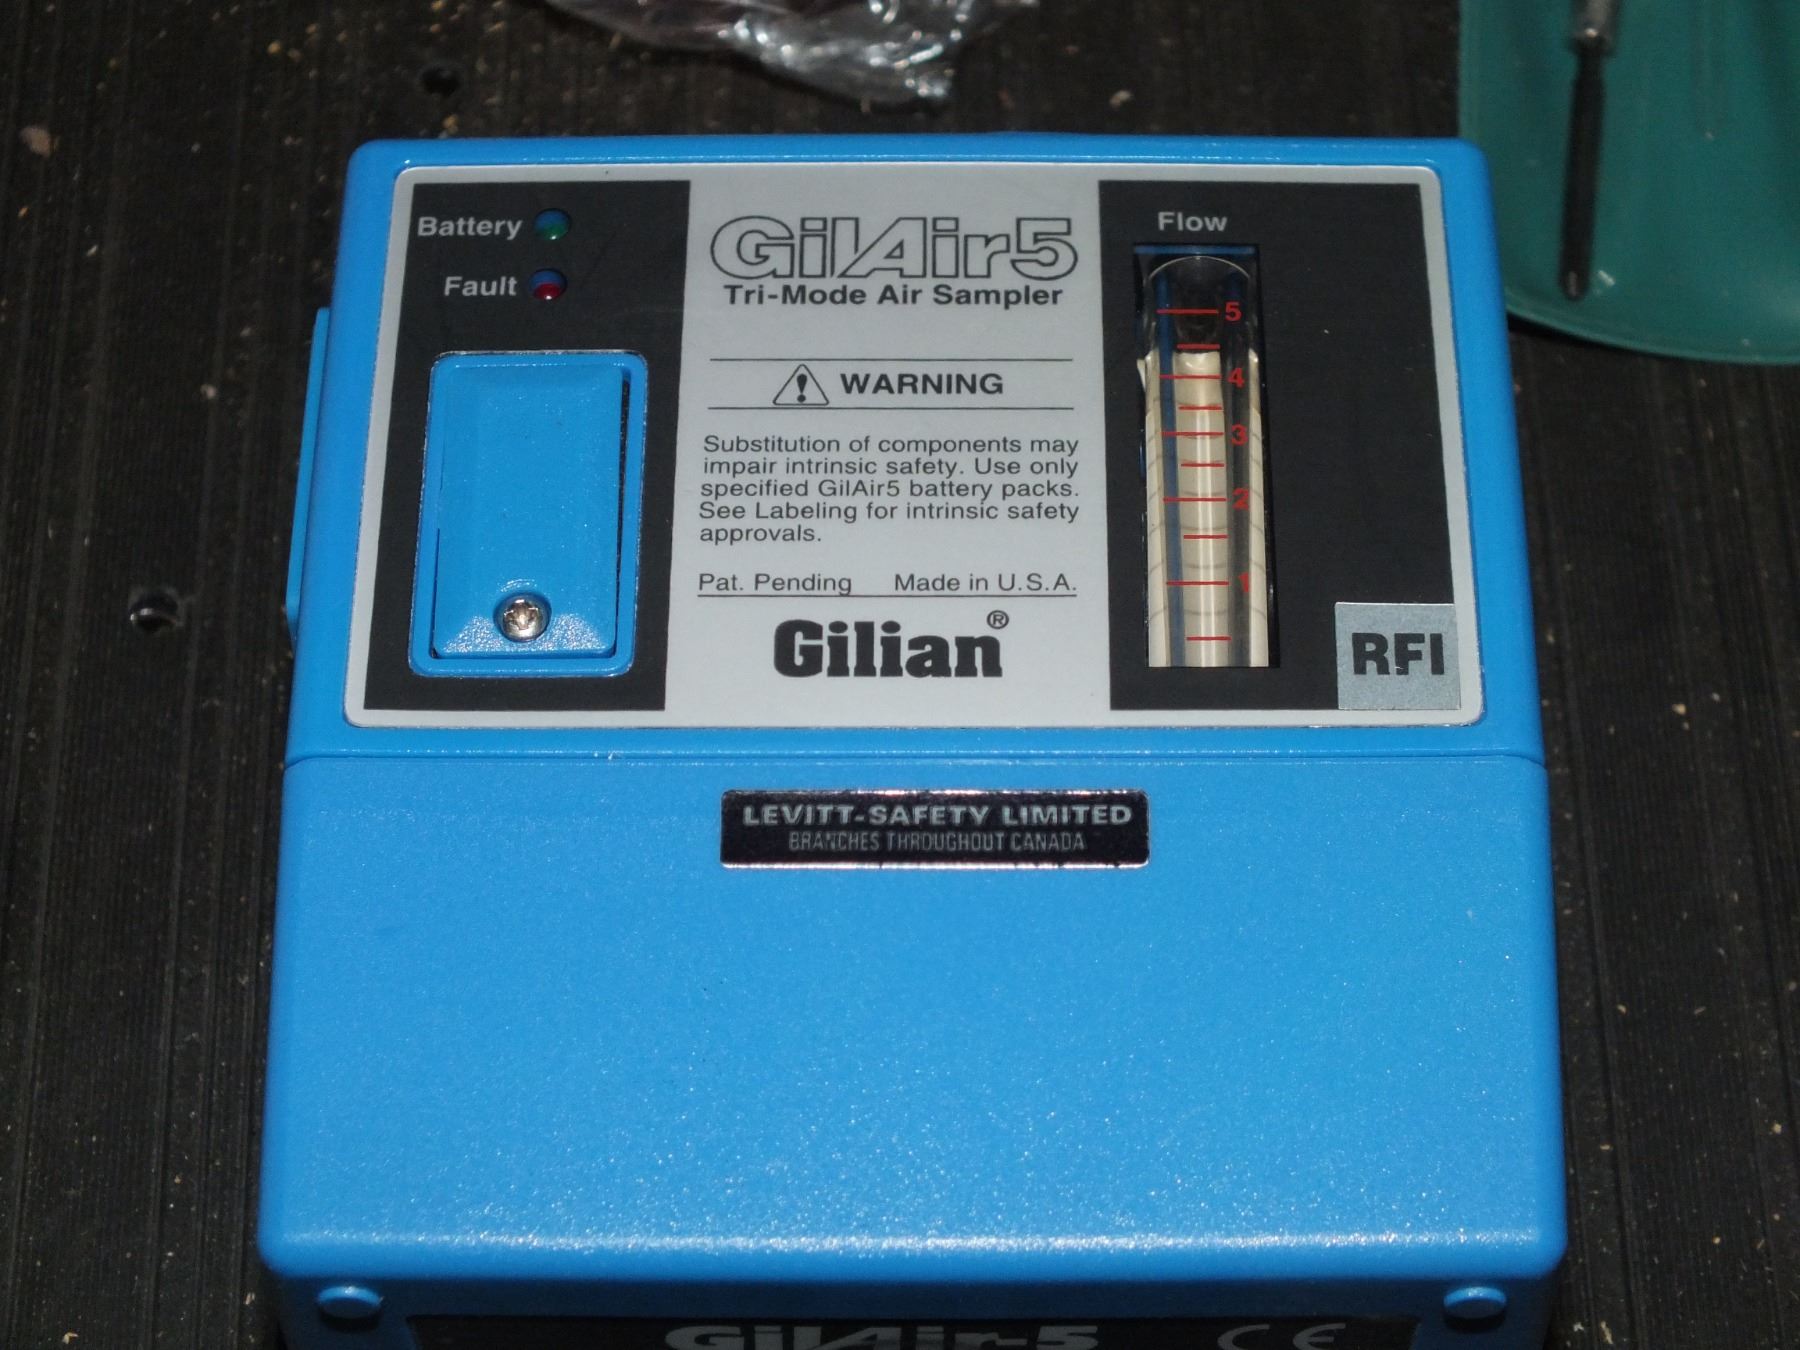 Battery
Fault
GilAir5
Tri-Mode Air Sampler
WARNING
Substitution of components may
impair intrinsic safety. Use only
specified GilAir5 battery packs.
See Labeling for intrinsic safety
approvals.
Pat. Pending Made in U.S.A.
Gilian®
Flow
5
4
3
2
1
RFI
LEVITT-SAFETY LIMITED
BRANCHES THROUGHOUT CANADA
GilAir-5 CE